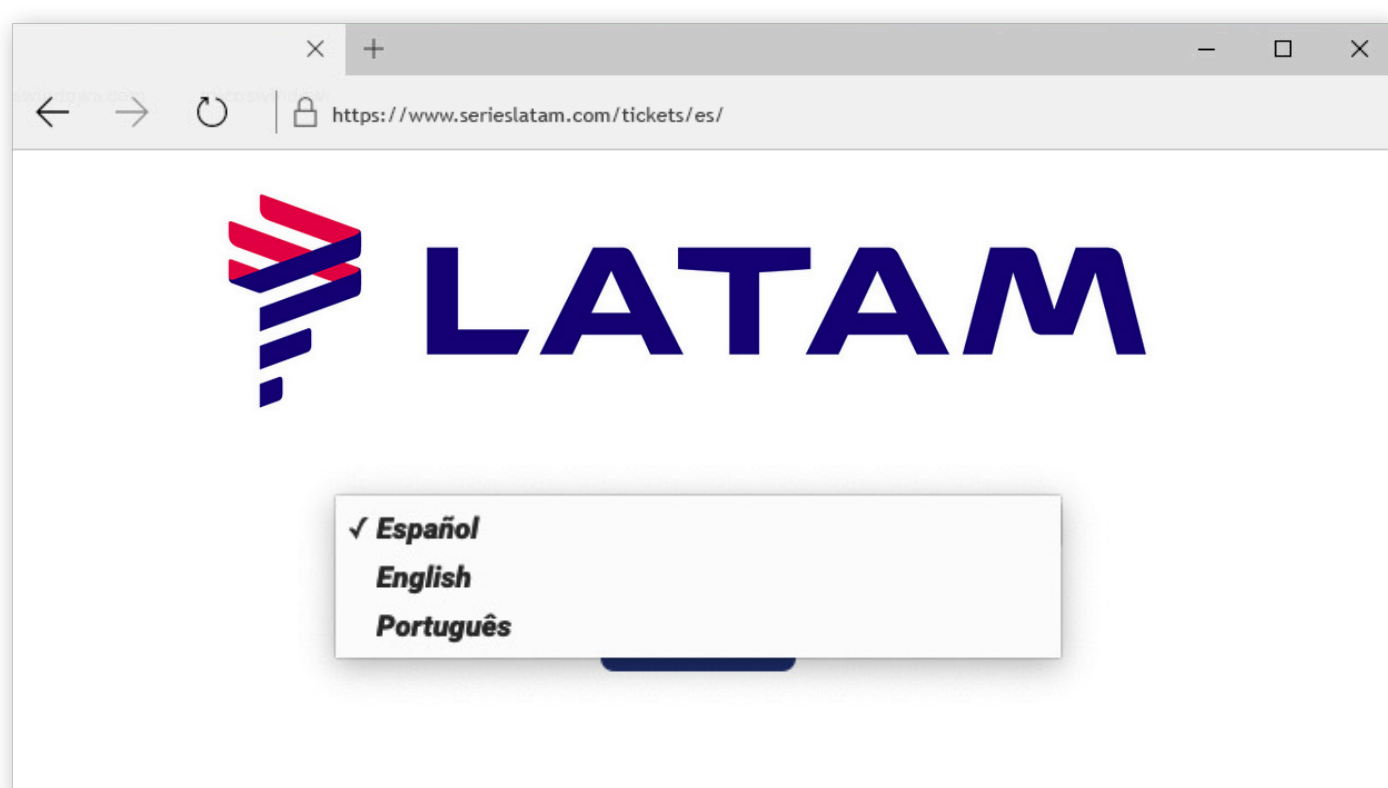 https://www.serieslatam.com/tickets/es/
LATAM
✓ Español
English
Português